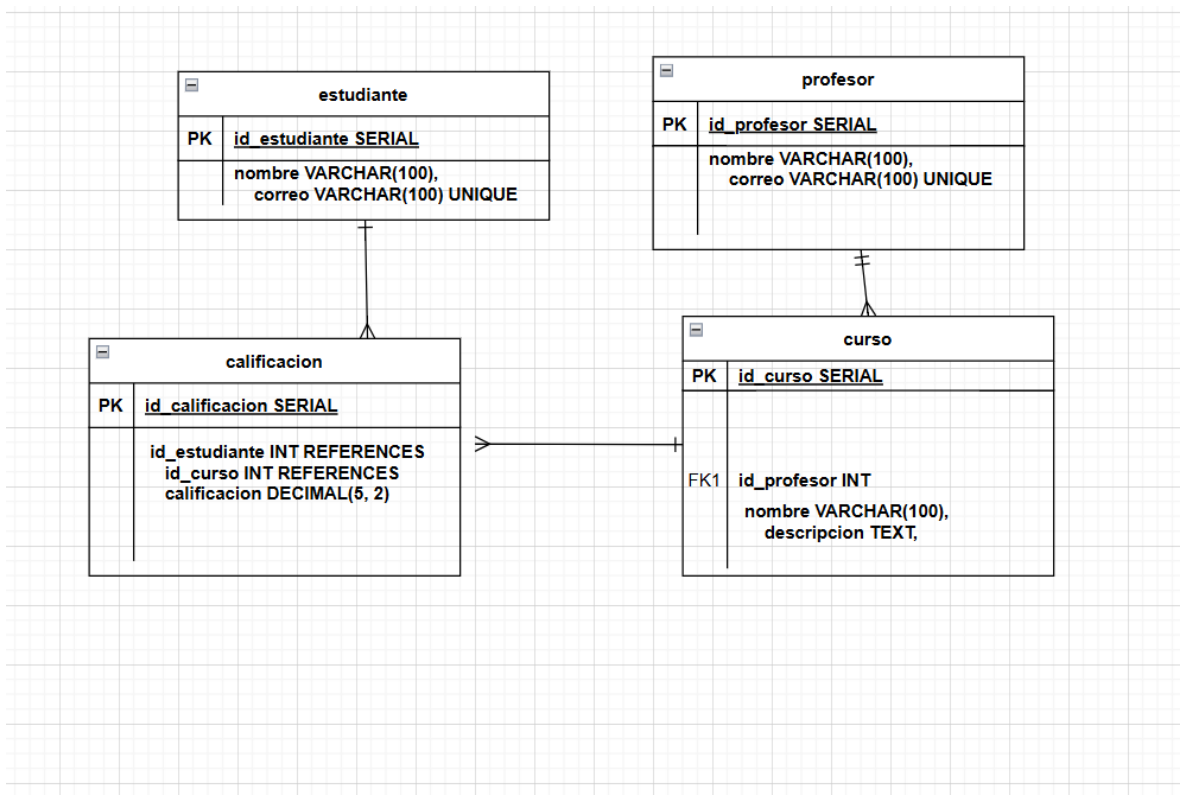 estudiante
PK id_estudiante SERIAL
nombre VARCHAR(100),
correo VARCHAR(100) UNIQUE
profesor
PK id_profesor SERIAL
nombre VARCHAR(100),
correo VARCHAR(100) UNIQUE
calificacion
PK id_calificacion SERIAL
id_estudiante INT REFERENCES
id_curso INT REFERENCES
calificacion DECIMAL(5, 2)
curso
PK id_curso SERIAL
FK1 id_profesor INT
nombre VARCHAR(100),
descripcion TEXT,